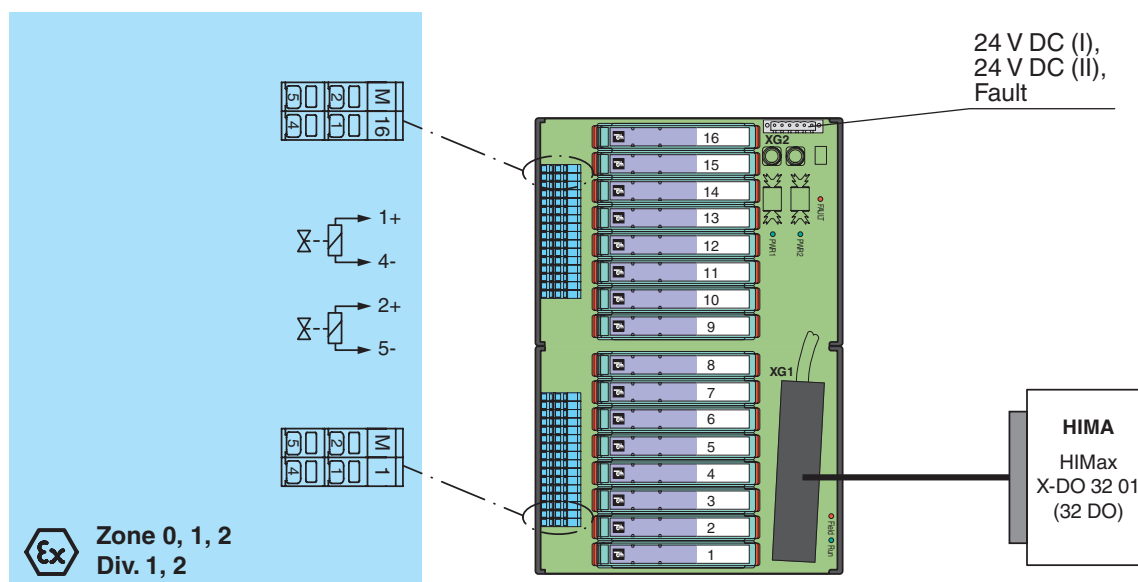 24 V DC (I),
24 V DC (II),
Fault
5 2 M
4 1 16
1+
4-
2+
5-
5 2 M
4 1 1
Zone 0, 1, 2
Div. 1, 2
Ex
XG2
FAULT
PWR1
PWR2
16
15
14
13
12
11
10
9
8
7
6
5
4
3
2
1
XG1
Field
Run
HIMA
HIMax
X-DO 32 01
(32 DO)